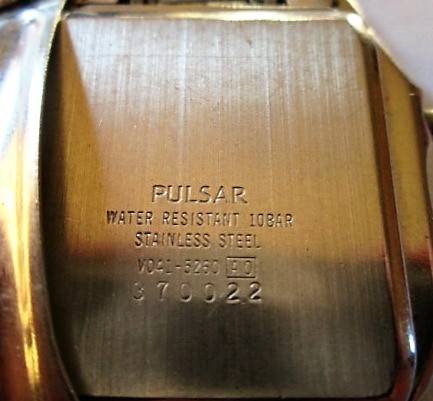 PULSAR
WATER RESISTANT 10BAR
STAINLESS STEEL
V041-5260 A0
370022